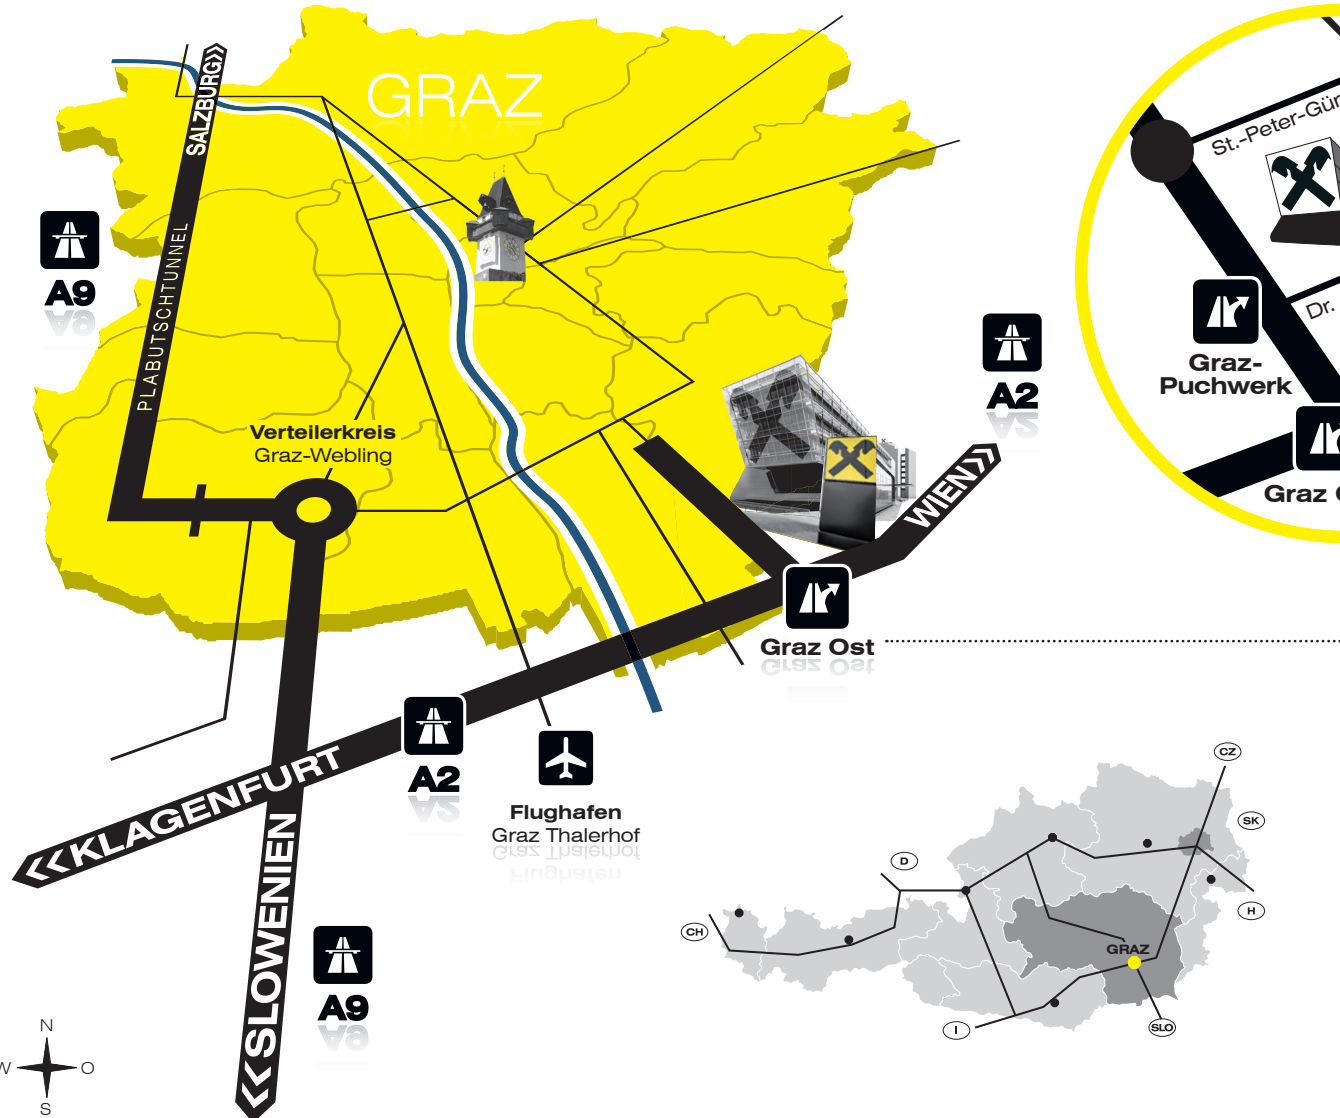 GRAZ
SALZBURG
PLABUTSCHTUNNEL
A9
Verteilerkreis
Graz-Webling
A2
WIEN
Graz Ost
St.-Peter-Gür
Dr.
Graz-
Puchwerk
Graz
KLAGENFURT
A2
Flughafen
Graz Thalerhof
SLOWENIEN
A9
N
W
O
S
CZ
SK
D
H
CH
GRAZ
I
SLO